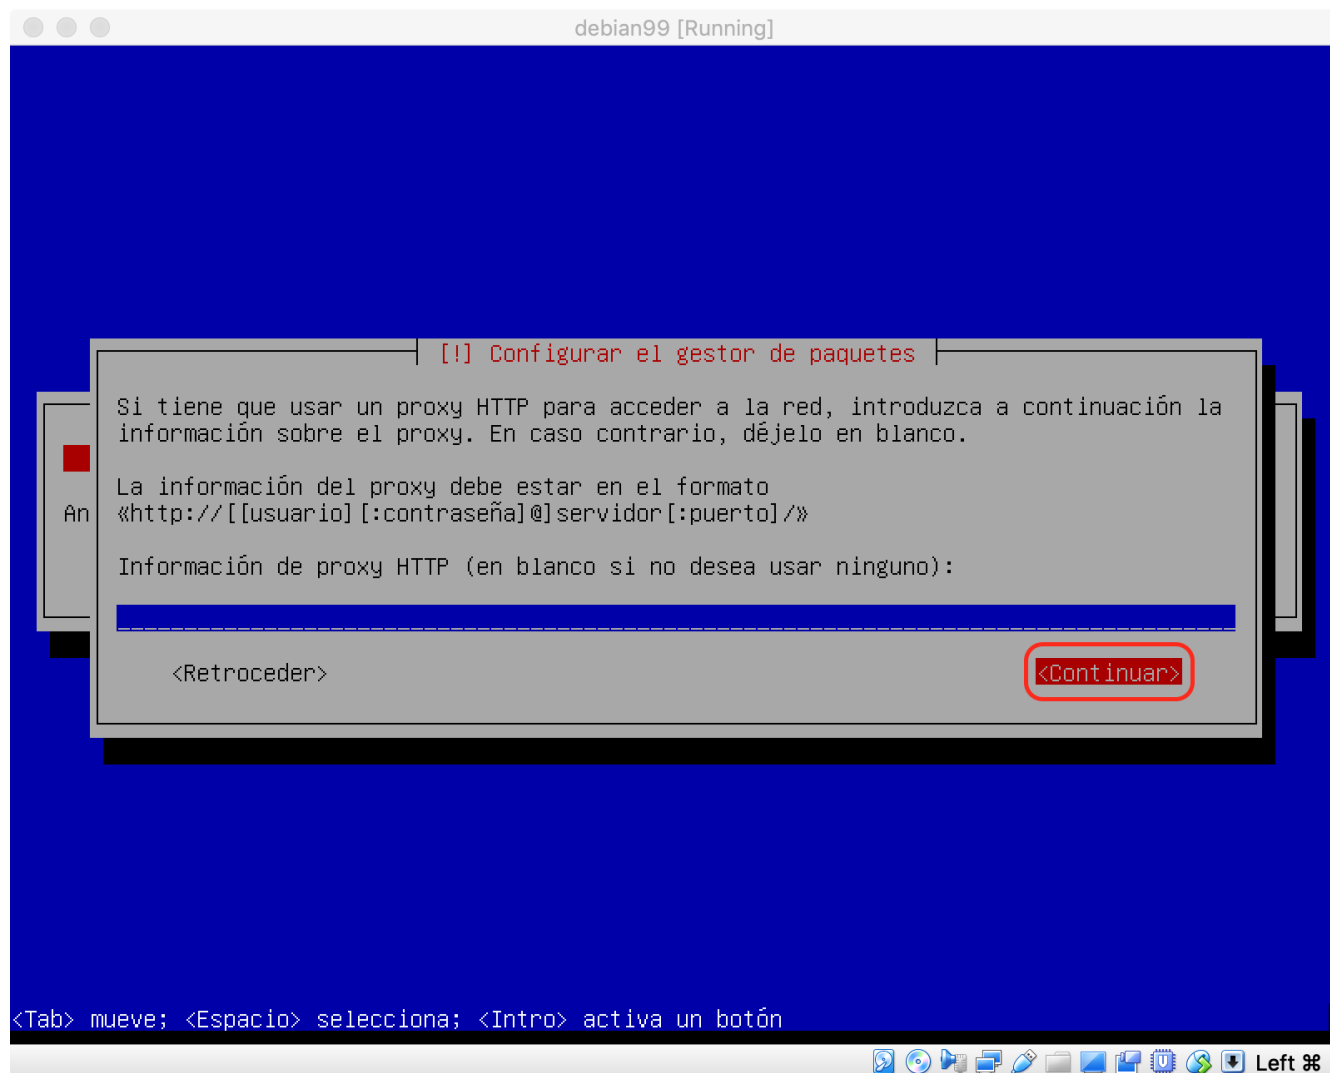 debian99 [Running]
[!] Configurar el gestor de paquetes
Si tiene que usar un proxy HTTP para acceder a la red, introduzca a continuación la
información sobre el proxy. En caso contrario, déjelo en blanco.
La información del proxy debe estar en el formato
An
«http://[[usuario][:contraseña]@]servidor[:puerto]/»
Información de proxy HTTP (en blanco si no desea usar ninguno):
<Retroceder>
<Continuar>
<Tab> mueve; <Espacio> selecciona; <Intro> activa un botón
Left ⌘